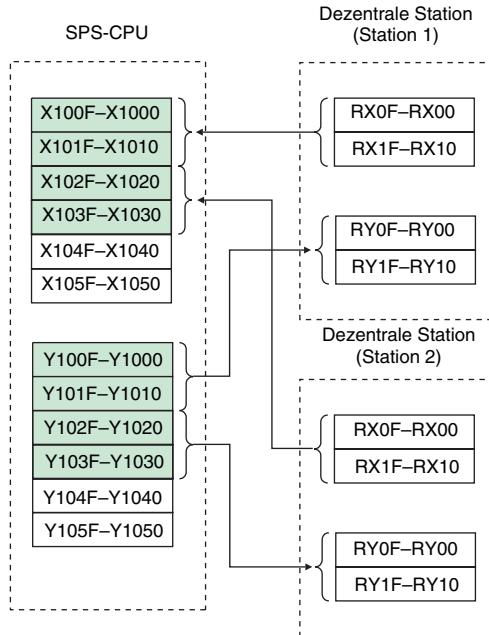 SPS-CPU
X100F–X1000
X101F–X1010
X102F–X1020
X103F–X1030
X104F–X1040
X105F–X1050
Y100F–Y1000
Y101F–Y1010
Y102F–Y1020
Y103F–Y1030
Y104F–Y1040
Y105F–Y1050
Dezentrale Station
(Station 1)
RX0F–RX00
RX1F–RX10
RY0F–RY00
RY1F–RY10
Dezentrale Station
(Station 2)
RX0F–RX00
RX1F–RX10
RY0F–RY00
RY1F–RY10